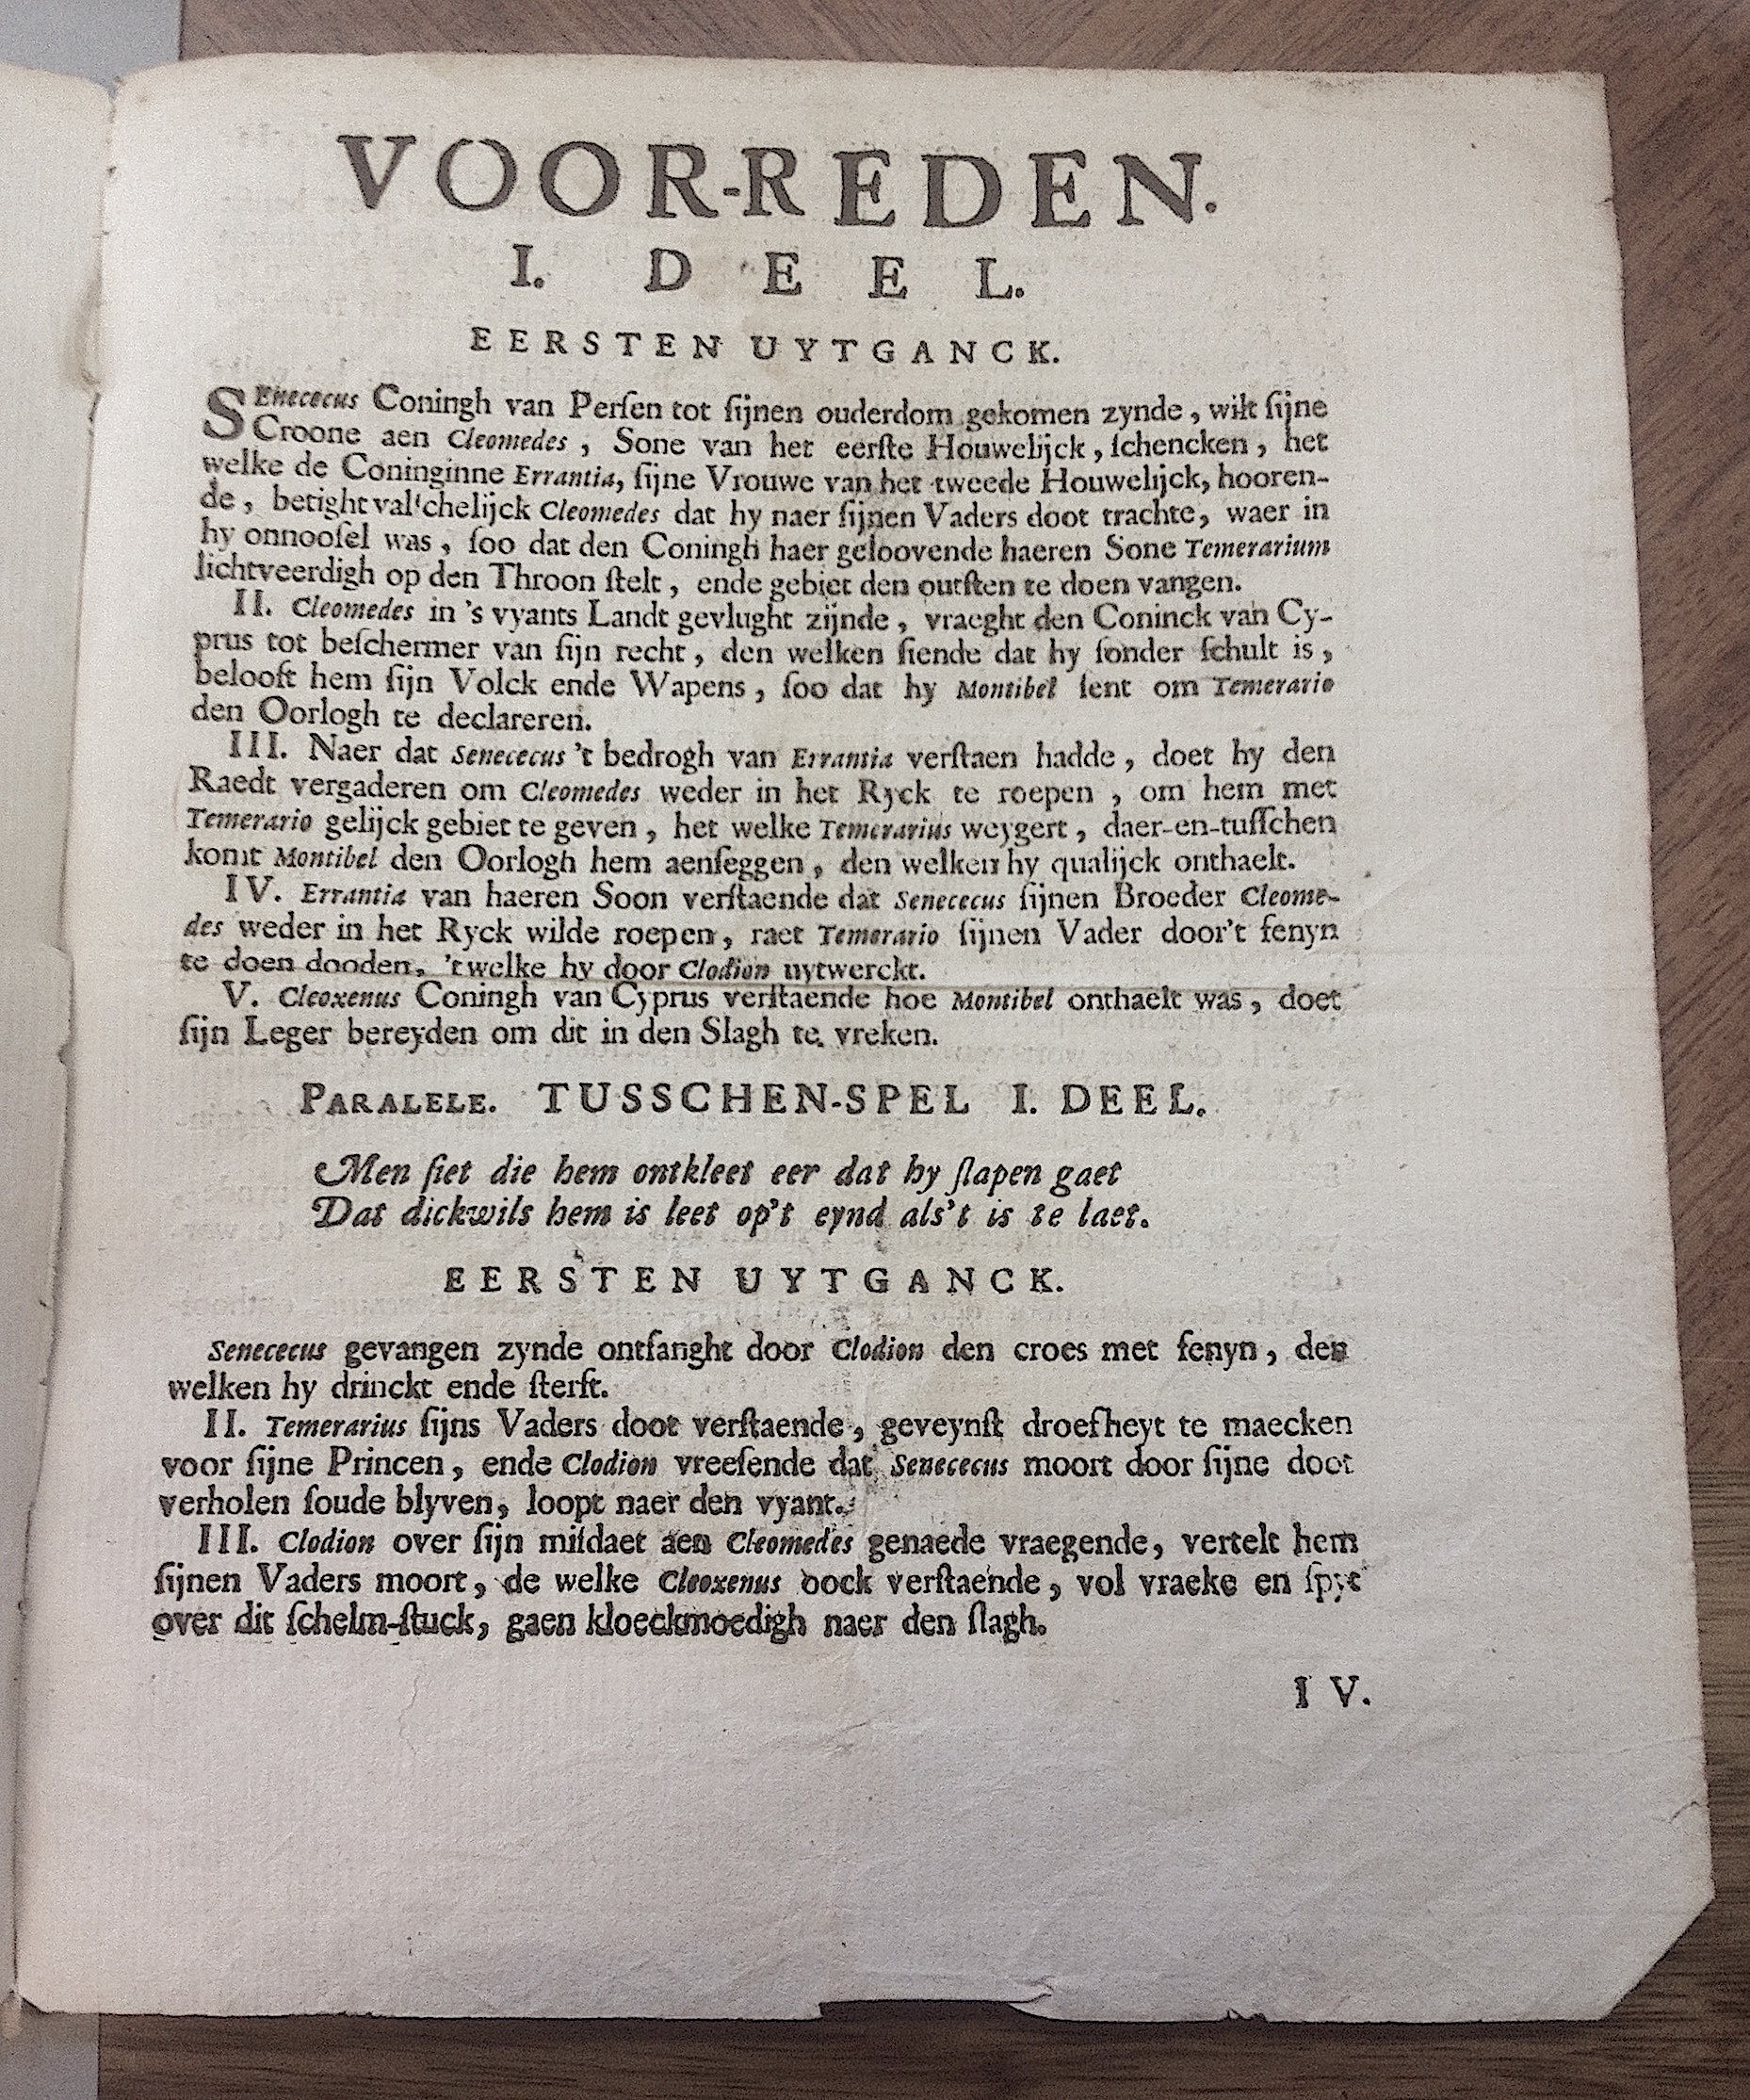 VOOR-REDEN.
I. DEEL.
EERSTEN UYTGANCK.
SEnececus Coningh van Perſen tot ſijnen ouderdom gekomen zynde, wilt ſijne
Croone aen Cleomedes, Sone van het eerſte Houwelijck, ſchencken, het
welke de Coninginne Errantia, ſijne Vrouwe van het tweede Houwelijck, hooren-
de, betight valſchelijck Cleomedes dat hy naer ſijnen Vaders doot trachte, waer in
hy onnooſel was, ſoo dat den Coningh haer geloovende haeren Sone Temerarium
lichtveerdigh op den Throon ſtelt, ende gebiet den outſten te doen vangen.
II. Cleomedes in 's vyants Landt gevlught zijnde, vraeght den Coninck van Cy-
prus tot beſchermer van ſijn recht, den welken ſiende dat hy ſonder ſchult is,
belooft hem ſijn Volck ende Wapens, ſoo dat hy Montibel ſent om Temerario
den Oorlogh te declareren.
III. Naer dat Senececus 't bedrogh van Errantia verſtaen hadde, doet hy den
Raedt vergaderen om Cleomedes weder in het Ryck te roepen, om hem met
Temerario gelijck gebiet te geven, het welke Temerarius weygert, daer-en-tuſſchen
komt Montibel den Oorlogh hem aenſeggen, den welken hy qualijck onthaelt.
IV. Errantia van haeren Soon verſtaende dat Senececus ſijnen Broeder Cleome-
des weder in het Ryck wilde roepen, raet Temerario ſijnen Vader door't fenyn
te doen dooden, 't welke hy door Clodion uytwerckt.
V. Cleoxenus Coningh van Cyprus verſtaende hoe Montibel onthaelt was, doet
ſijn Leger bereyden om dit in den Slagh te vreken.
PARALELE. TUSSCHEN-SPEL I. DEEL.
Men ſiet die hem ontkleet eer dat hy ſlapen gaet
Dat dickwils hem is leet op't eynd als't is te laet.
EERSTEN UYTGANCK.
Senececus gevangen zynde ontfanght door Clodion den croes met fenyn, den
welken hy drinckt ende ſterft.
II. Temerarius ſijns Vaders doot verſtaende, geveynſt droefheyt te maecken
voor ſijne Princen, ende Clodion vreeſende dat Senececus moort door ſijne doot
verholen ſoude blyven, loopt naer den vyant.
III. Clodion over ſijn miſdaet aen Cleomedes genaede vraegende, vertelt hem
ſijnen Vaders moort, de welke Cleoxenus oock verſtaende, vol vraeke en ſpyt
over dit ſchelm-ſtuck, gaen kloeckmoedigh naer den ſlagh.
IV.